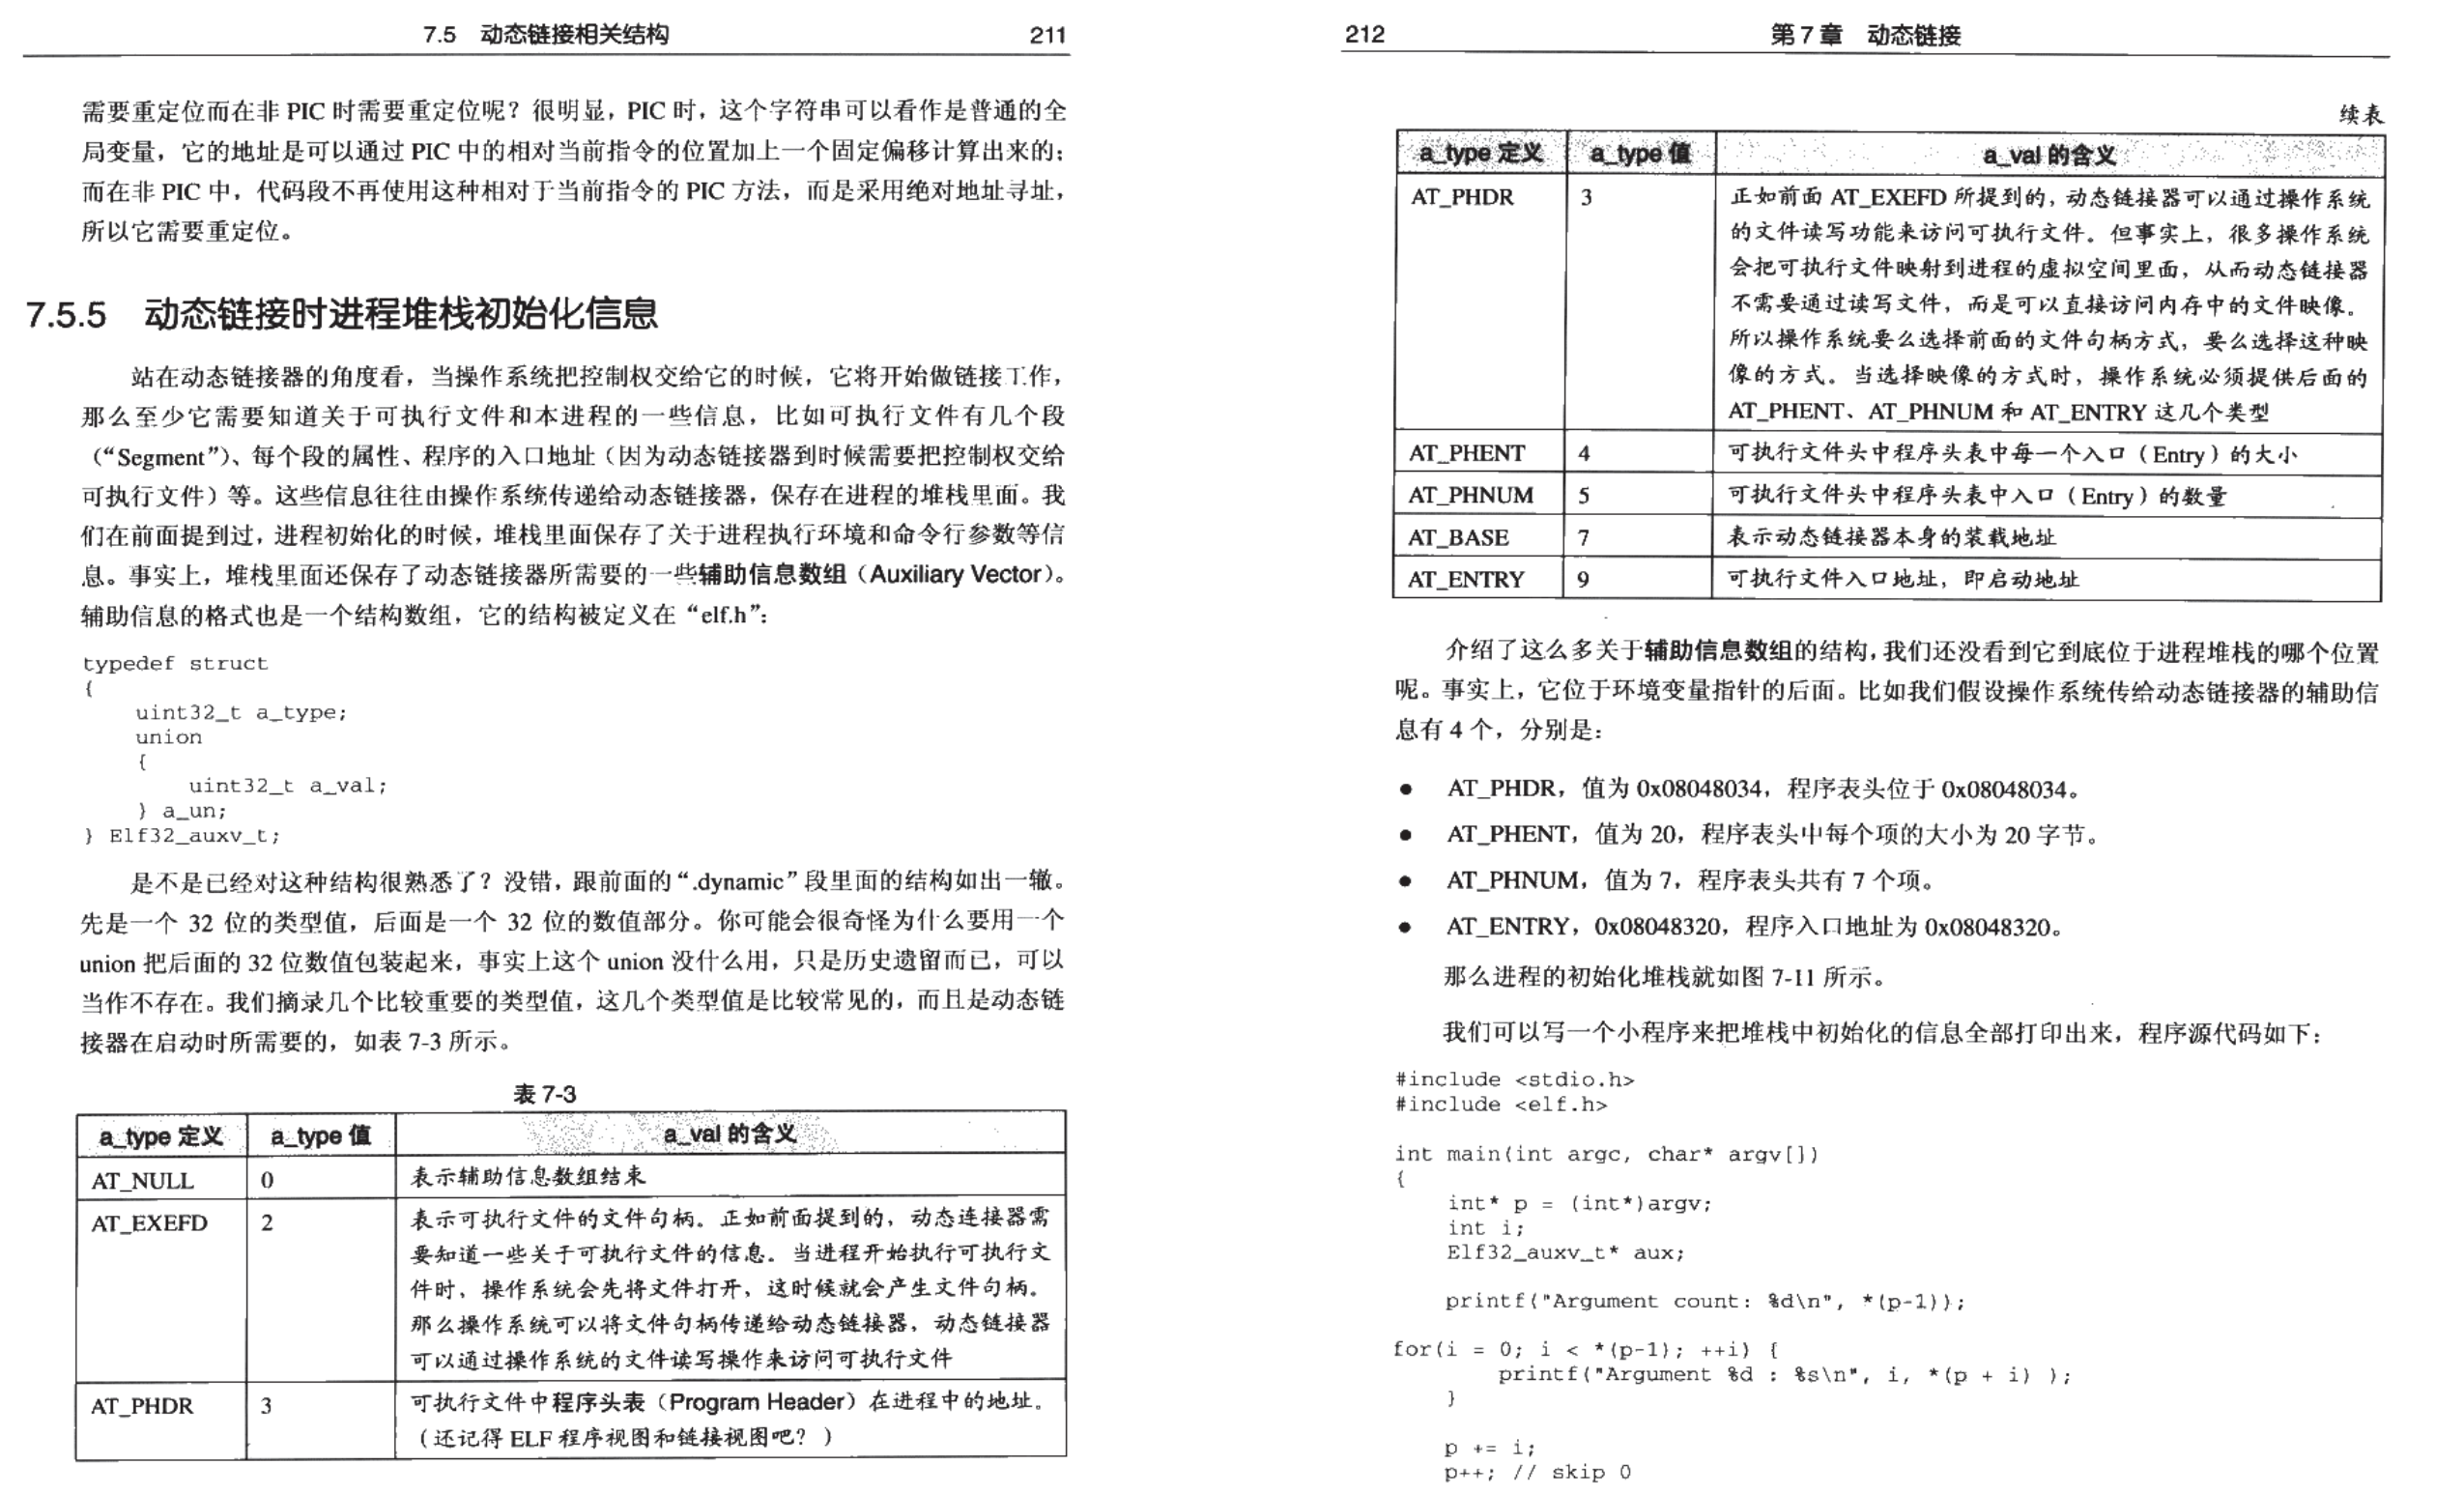 7.5 动态链接相关结构 211
需要重定位而在非 PIC 时需要重定位呢？很明显，PIC 时，这个字符串可以看作是普通的全
局变量，它的地址是可以通过 PIC 中的相对当前指令的位置加上一个固定偏移计算出来的；
而在非 PIC 中，代码段不再使用这种相对于当前指令的 PIC 方法，而是采用绝对地址寻址，
所以它需要重定位。
7.5.5 动态链接时进程堆栈初始化信息
站在动态链接器的角度看，当操作系统把控制权交给它的时候，它将开始做链接工作，
那么至少它需要知道关于可执行文件和本进程的一些信息，比如可执行文件有几个段
（“Segment”）、每个段的属性、程序的入口地址（因为动态链接器到时候需要把控制权交给
可执行文件）等。这些信息往往由操作系统传递给动态链接器，保存在进程的堆栈里面。我
们在前面提到过，进程初始化的时候，堆栈里面保存了关于进程执行环境和命令行参数等信
息。事实上，堆栈里面还保存了动态链接器所需要的一些辅助信息数组（Auxiliary Vector）。
辅助信息的格式也是一个结构数组，它的结构被定义在“elf.h”：
typedef struct
{
    uint32_t a_type;
    union
    {
        uint32_t a_val;
    } a_un;
} Elf32_auxv_t;
是不是已经对这种结构很熟悉了？没错，跟前面的“.dynamic”段里面的结构如出一辙。
先是一个 32 位的类型值，后面是一个 32 位的数值部分。你可能会很奇怪为什么要用一个
union 把后面的 32 位数值包装起来，事实上这个 union 没什么用，只是历史遗留而已，可以
当作不存在。我们摘录几个比较重要的类型值，这几个类型值是比较常见的，而且是动态链
接器在启动时所需要的，如表 7-3 所示。
表 7-3
a_type 定义 a_type 值 a_val 的含义
AT_NULL 0 表示辅助信息数组结束
AT_EXEFD 2 表示可执行文件的文件句柄。正如前面提到的，动态连接器需
要知道一些关于可执行文件的信息。当进程开始执行可执行文
件时，操作系统会先将文件打开，这时候就会产生文件句柄。
那么操作系统可以将文件句柄传递给动态链接器，动态链接器
可以通过操作系统的文件读写操作来访问可执行文件
AT_PHDR 3 可执行文件中程序头表（Program Header）在进程中的地址。
（还记得 ELF 程序视图和链接视图吧？）
212 第 7 章 动态链接
续表
a_type 定义 a_type 值 a_val 的含义
AT_PHDR 3 正如前面 AT_EXEFD 所提到的，动态链接器可以通过操作系统
的文件读写功能来访问可执行文件。但事实上，很多操作系统
会把可执行文件映射到进程的虚拟空间里面，从而动态链接器
不需要通过读写文件，而是可以直接访问内存中的文件映像。
所以操作系统要么选择前面的文件句柄方式，要么选择这种映
像的方式。当选择映像的方式时，操作系统必须提供后面的
AT_PHENT、AT_PHNUM 和 AT_ENTRY 这几个类型
AT_PHENT 4 可执行文件头中程序头表中每一个入口（Entry）的大小
AT_PHNUM 5 可执行文件头中程序头表中入口（Entry）的数量
AT_BASE 7 表示动态链接器本身的装载地址
AT_ENTRY 9 可执行文件入口地址，即启动地址
介绍了这么多关于辅助信息数组的结构，我们还没看到它到底位于进程堆栈的哪个位置
呢。事实上，它位于环境变量指针的后面。比如我们假设操作系统传给动态链接器的辅助信
息有 4 个，分别是：
● AT_PHDR，值为 0x08048034，程序表头位于 0x08048034。
● AT_PHENT，值为 20，程序表头中每个项的大小为 20 字节。
● AT_PHNUM，值为 7，程序表头共有 7 个项。
● AT_ENTRY，0x08048320，程序入口地址为 0x08048320。
那么进程的初始化堆栈就如图 7-11 所示。
我们可以写一个小程序来把堆栈中初始化的信息全部打印出来，程序源代码如下：
#include <stdio.h>
#include <elf.h>
int main(int argc, char* argv[])
{
    int* p = (int*)argv;
    int i;
    Elf32_auxv_t* aux;
    printf("Argument count: %d\n", *(p-1));
for(i = 0; i < *(p-1); ++i) {
        printf("Argument %d : %s\n", i, *(p + i) );
    }
    p += i;
    p++; // skip 0